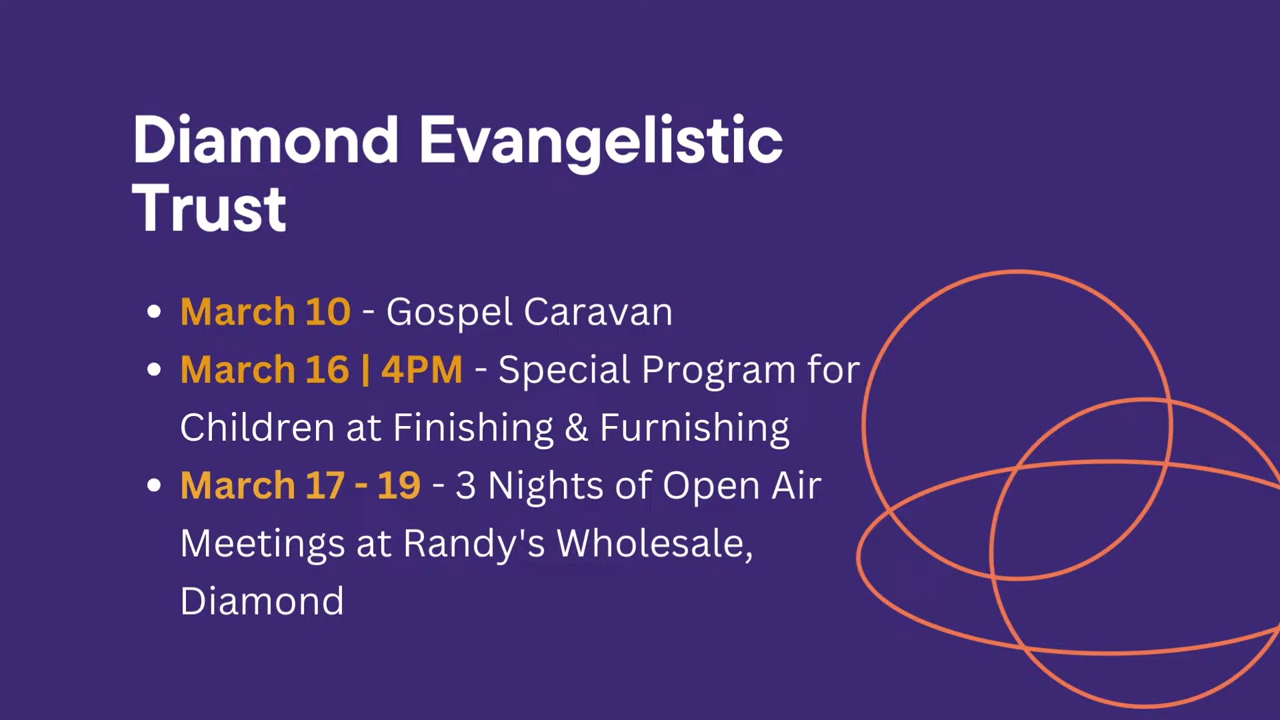 Diamond Evangelistic
Trust
• March 10 - Gospel Caravan
• March 16 | 4PM - Special Program for
Children at Finishing & Furnishing
• March 17 - 19 - 3 Nights of Open Air
Meetings at Randy's Wholesale,
Diamond